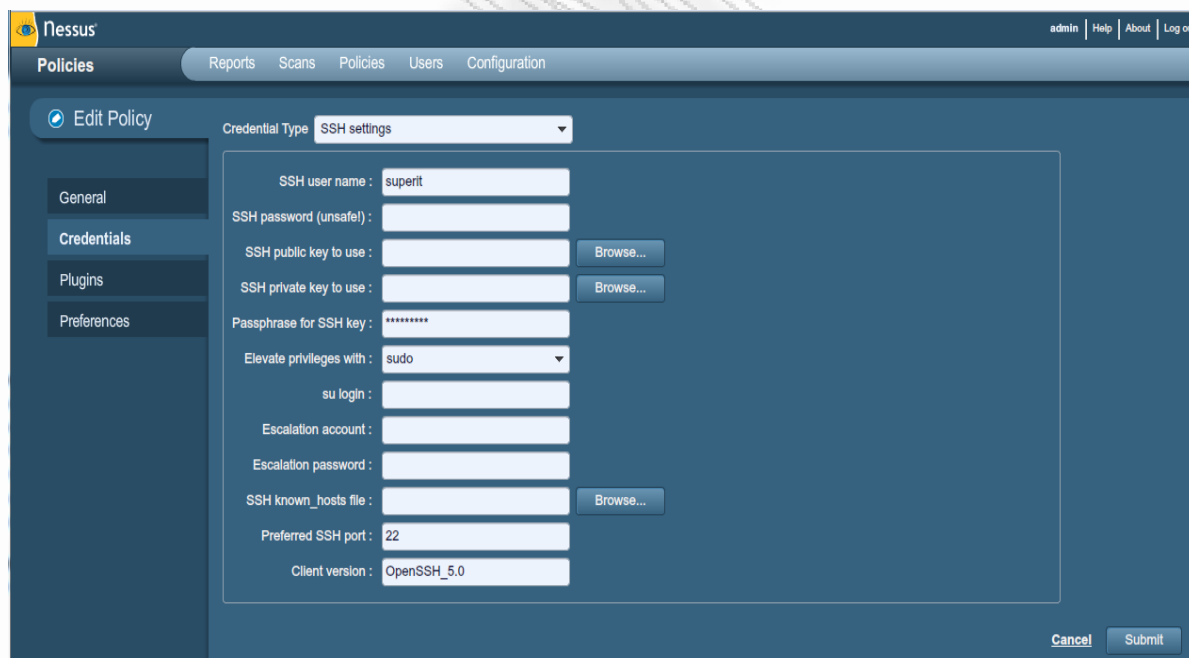 nessus
admin | Help | About | Log o
Policies
Reports Scans Policies Users Configuration
Edit Policy
Credential Type SSH settings
General
Credentials
Plugins
Preferences
SSH user name : superit
SSH password (unsafe!) :
SSH public key to use : Browse...
SSH private key to use : Browse...
Passphrase for SSH key : *********
Elevate privileges with : sudo
su login :
Escalation account :
Escalation password :
SSH known_hosts file : Browse...
Preferred SSH port : 22
Client version : OpenSSH_5.0
Cancel Submit